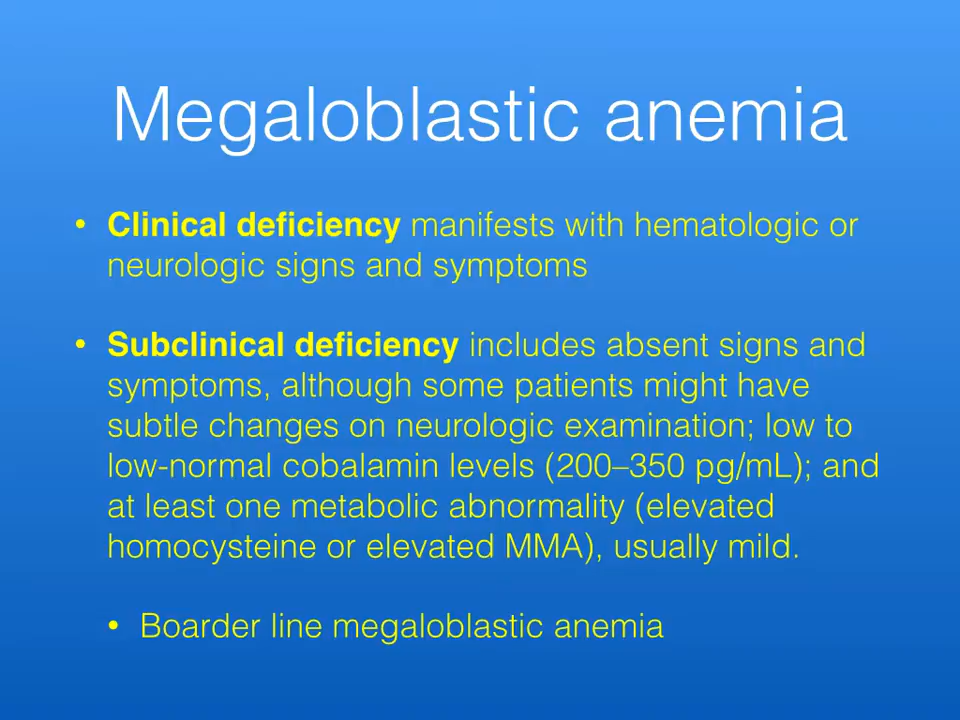 Megaloblastic anemia
• Clinical deficiency manifests with hematologic or
neurologic signs and symptoms
• Subclinical deficiency includes absent signs and
symptoms, although some patients might have
subtle changes on neurologic examination; low to
low-normal cobalamin levels (200–350 pg/mL); and
at least one metabolic abnormality (elevated
homocysteine or elevated MMA), usually mild.
• Boarder line megaloblastic anemia